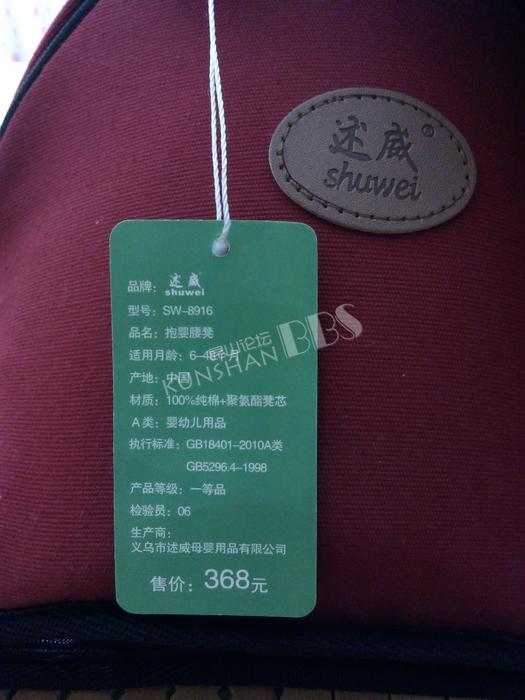 述威®
shuwei
品牌：述威
shuwei
型号：SW-8916
品名：抱婴腰凳
适用月龄：6-48个月
产地：中国
材质：100%纯棉+聚氨酯凳芯
A类：婴幼儿用品
执行标准：GB18401-2010A类
GB5296.4-1998
产品等级：一等品
检验员：06
生产商：
义乌市述威母婴用品有限公司
售价：368元
昆山论坛
KUNSHAN BBS